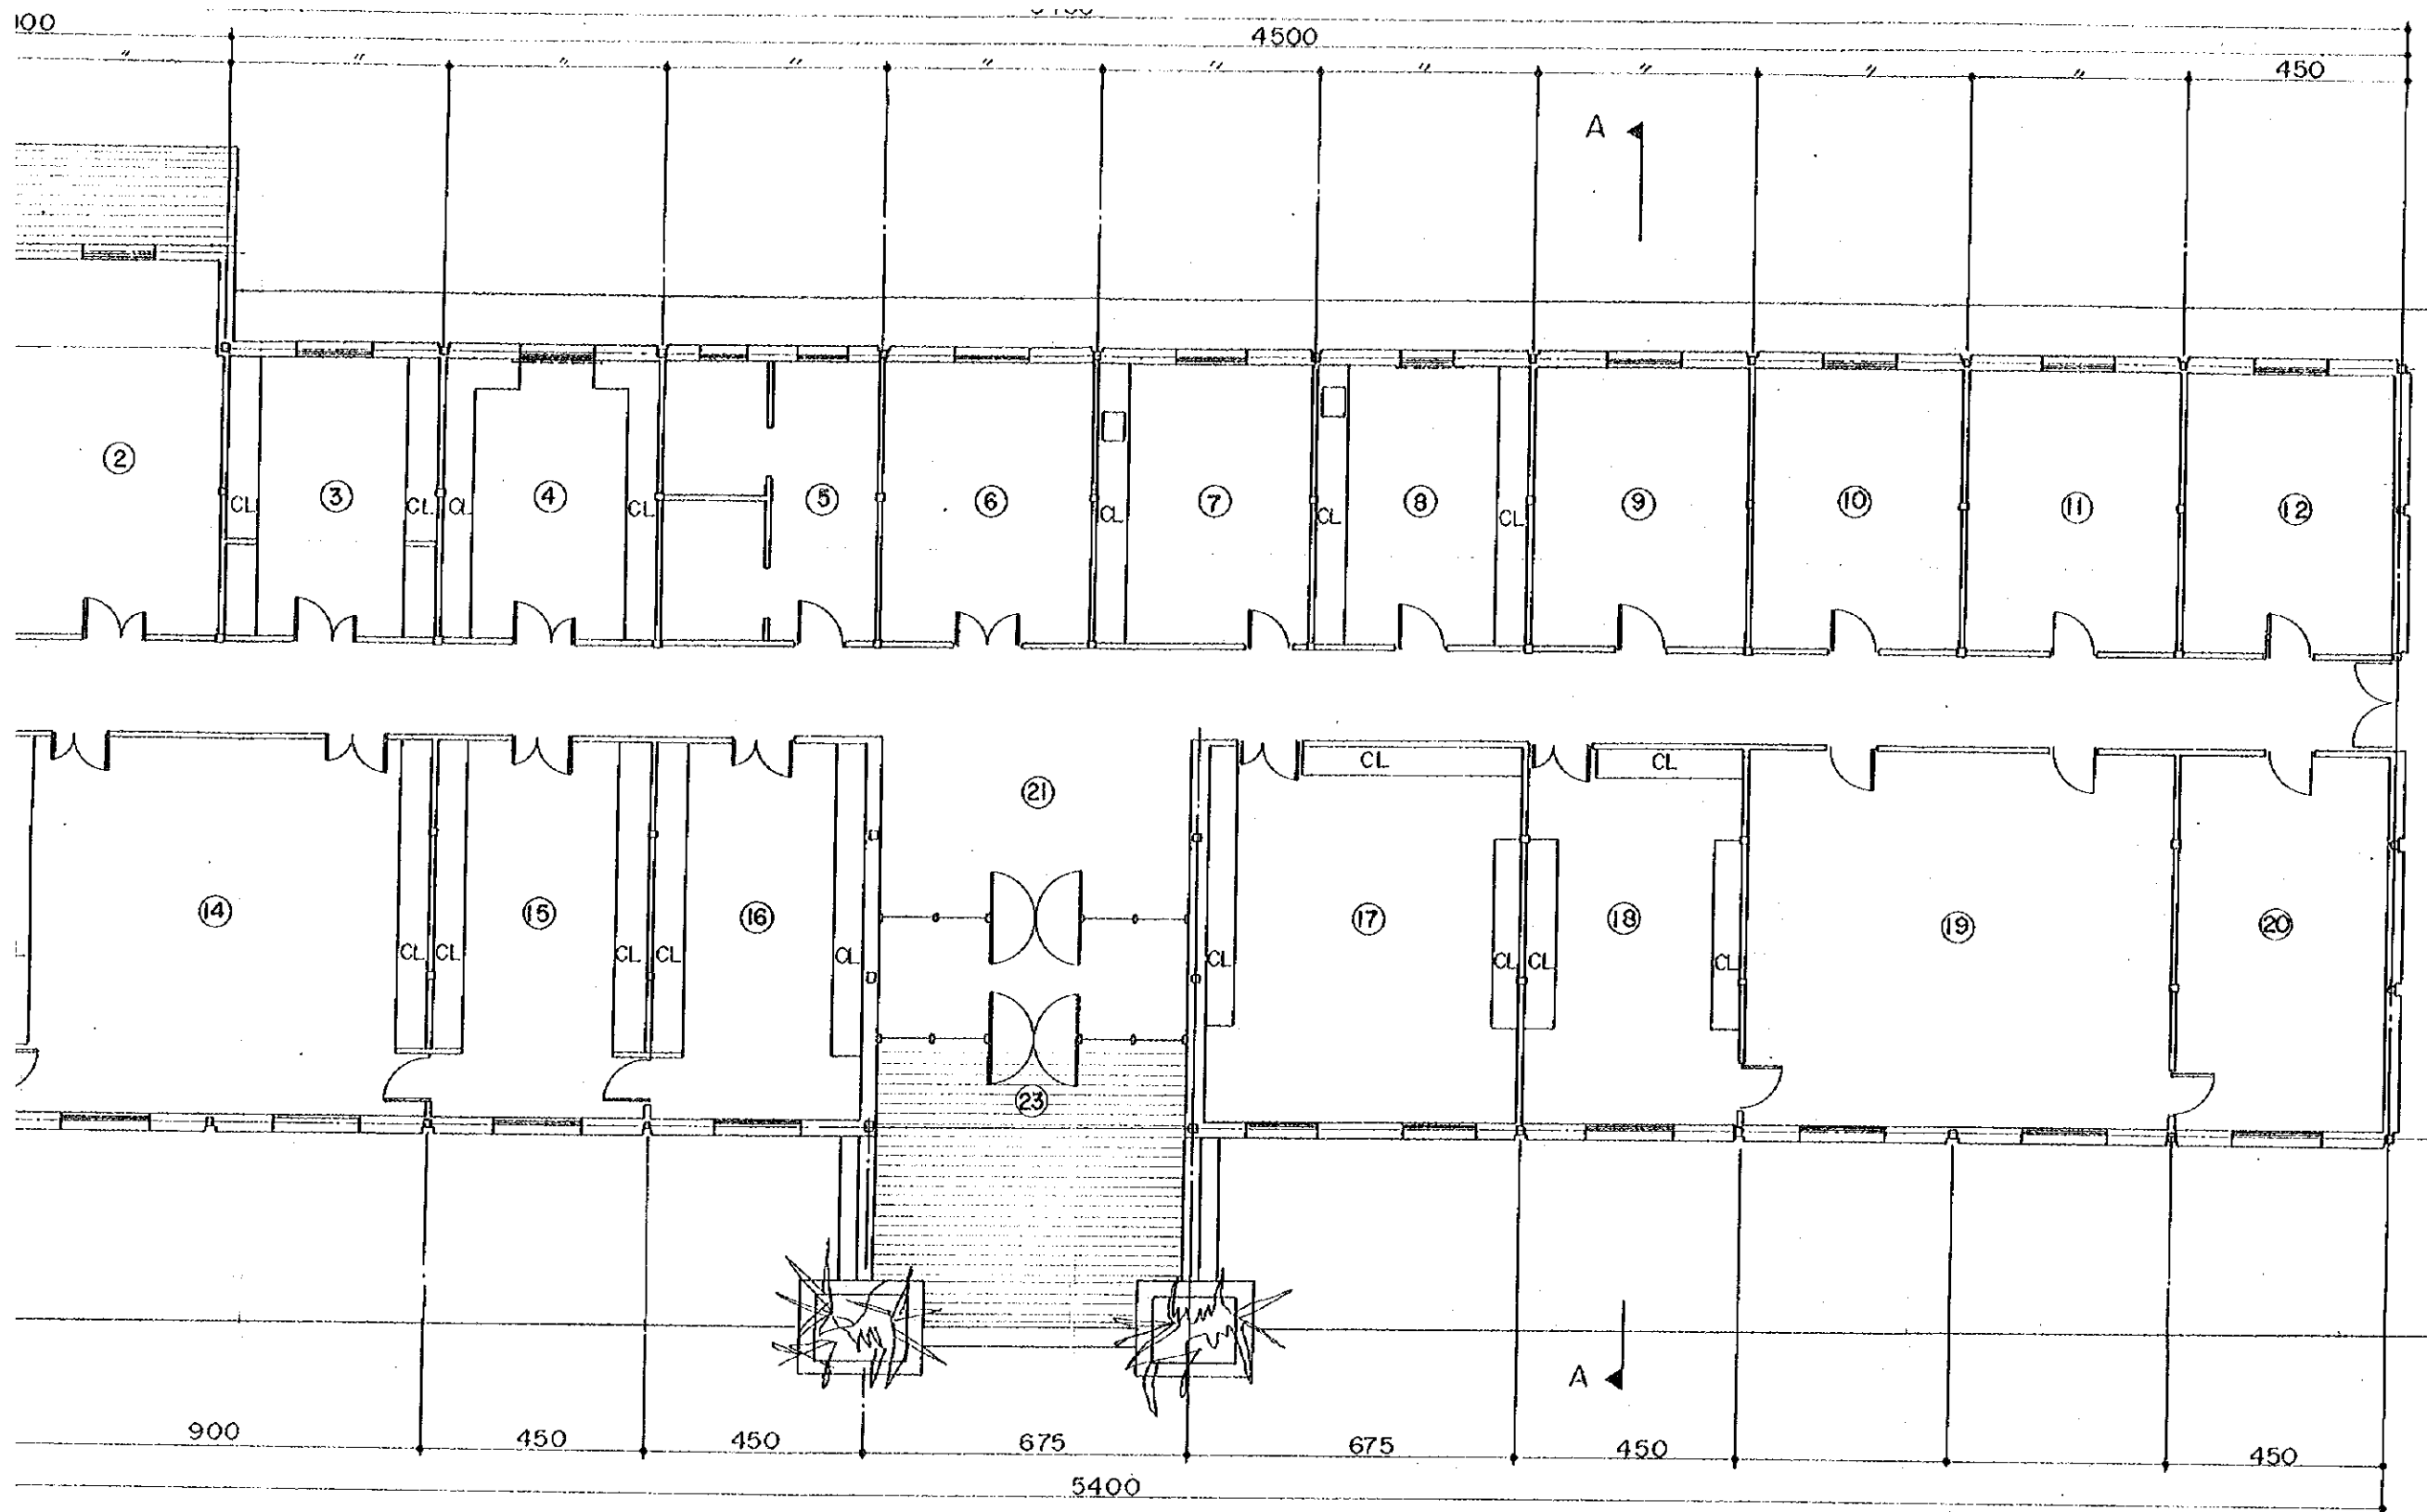 4500
〃 〃 〃 〃 〃 〃 〃 〃 〃 〃 450
A
2
CL 3 CL
CL 4 CL
5
6
CL 7
CL 8 CL
9
10
11
12
14 CL
CL 15 CL
CL 16 CL
21
23
CL
CL 17 CL
CL
CL 18 CL
19
20
A
900 450 450 675 675 450 450
5400